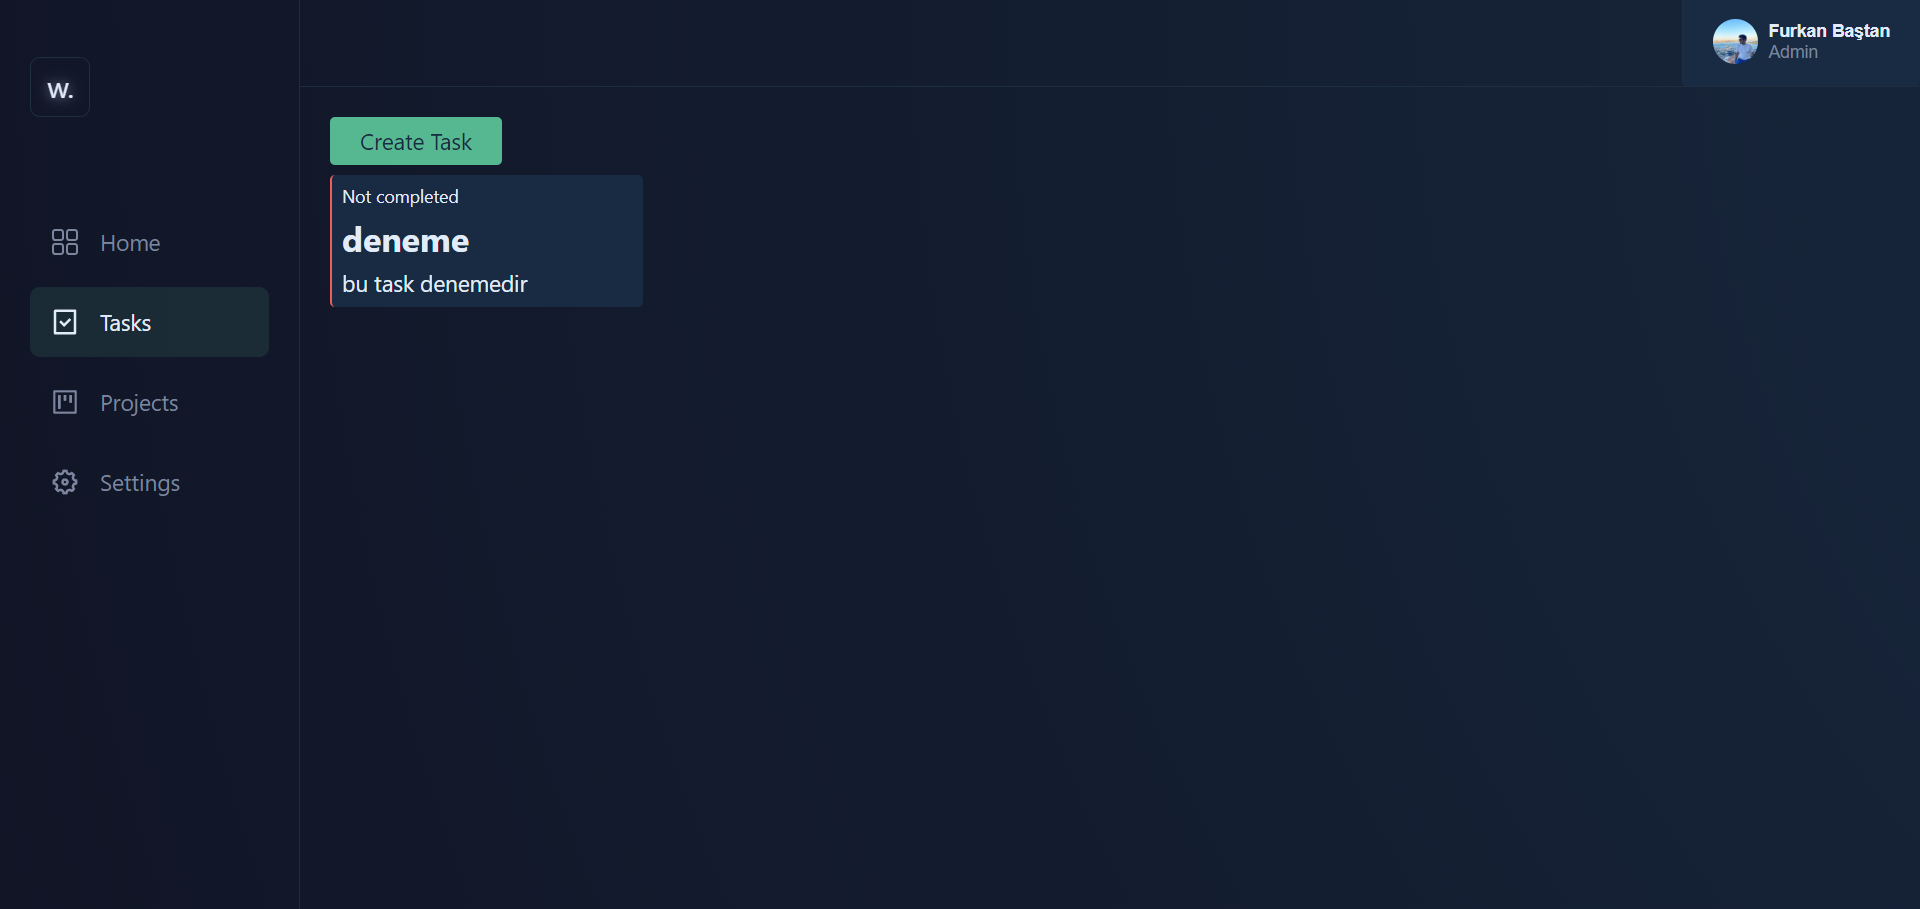 W.
Home
Tasks
Projects
Settings
Furkan Baştan
Admin
Create Task
Not completed
deneme
bu task denemedir